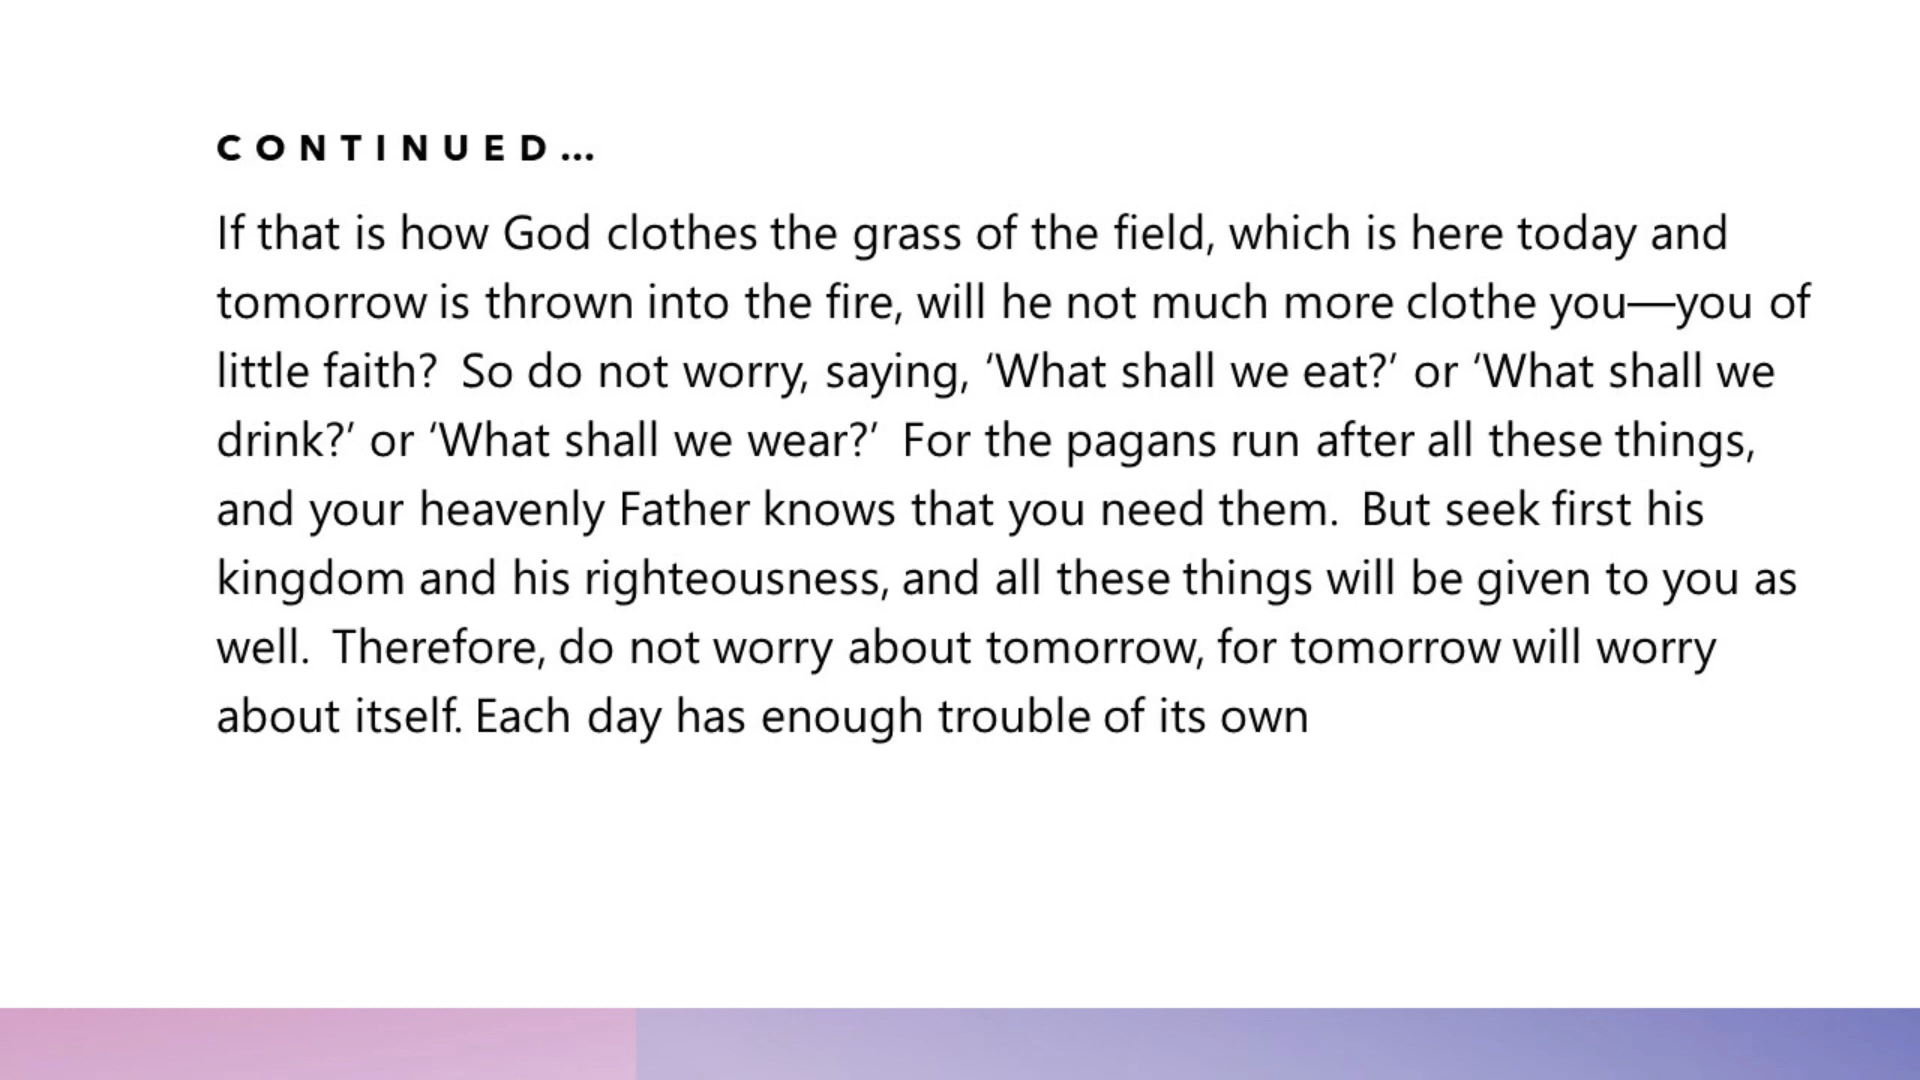 CONTINUED…
If that is how God clothes the grass of the field, which is here today and
tomorrow is thrown into the fire, will he not much more clothe you—you of
little faith?  So do not worry, saying, ‘What shall we eat?’ or ‘What shall we
drink?’ or ‘What shall we wear?’  For the pagans run after all these things,
and your heavenly Father knows that you need them.  But seek first his
kingdom and his righteousness, and all these things will be given to you as
well.  Therefore, do not worry about tomorrow, for tomorrow will worry
about itself. Each day has enough trouble of its own